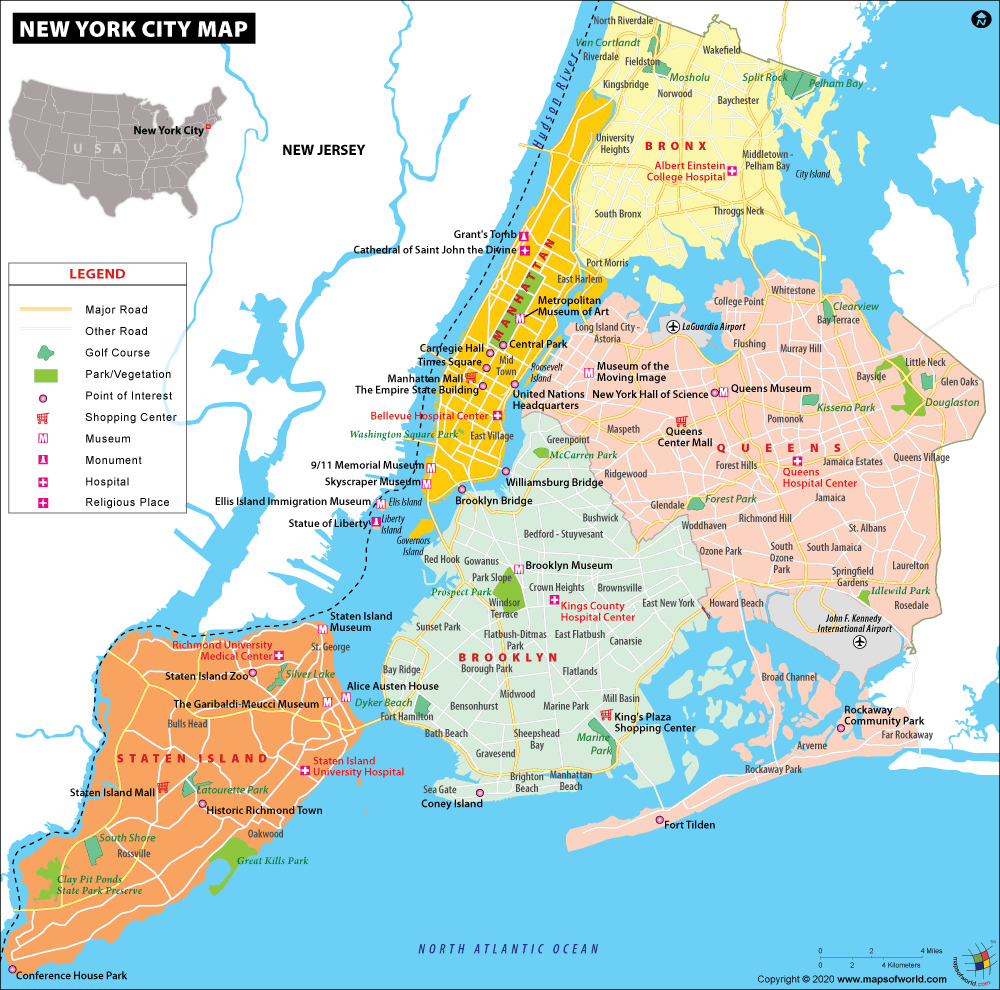 NEW YORK CITY MAP
N
USA
New York City
NEW JERSEY
Hudson River
LEGEND
Major Road
Other Road
Golf Course
Park/Vegetation
Point of Interest
Shopping Center
Museum
Monument
Hospital
Religious Place
North Riverdale
Van Cortlandt
Riverdale
Fieldston
Wakefield
Mosholu
Split Rock
Pelham Bay
Kingsbridge
Norwood
Baychester
University
Heights
BRONX
Albert Einstein
College Hospital
Middletown -
Pelham Bay
City Island
South Bronx
Throggs Neck
Port Morris
Grant's Tomb
Cathedral of Saint John the Divine
MANHATTAN
East Harlem
Metropolitan
Museum of Art
Carnegie Hall
Central Park
Times Square
Mid
Town
Roosevelt
Island
Manhattan Mall
The Empire State Building
United Nations
Headquarters
Bellevue Hospital Center
Washington Square Park
East Village
9/11 Memorial Museum
Skyscraper Museum
Williamsburg Bridge
Brooklyn Bridge
Ellis Island Immigration Museum
Ellis Island
Statue of Liberty
Liberty
Island
Governors
Island
College Point
Whitestone
Clearview
Bay Terrace
Long Island City -
Astoria
LaGuardia Airport
Flushing
Murray Hill
Little Neck
Bayside
Glen Oaks
Douglaston
Museum of the
Moving Image
New York Hall of Science
Queens Museum
Kissena Park
Maspeth
Queens
Center Mall
Pomonok
QUEENS
Queens Village
Forest Hills
Jamaica Estates
Queens
Hospital Center
Ridgewood
Jamaica
Glendale
Forest Park
Woddhaven
Richmond Hill
St. Albans
Ozone Park
South
Ozone
Park
South Jamaica
Springfield
Gardens
Laurelton
Idlewild Park
Rosedale
Howard Beach
John F. Kennedy
International Airport
Broad Channel
Rockaway
Community Park
Far Rockaway
Arverne
Rockaway Park
Fort Tilden
Greenpoint
McCarren Park
Bushwick
Bedford - Stuyvesant
Red Hook
Gowanus
Brooklyn Museum
Park Slope
Prospect Park
Crown Heights
Brownsville
Windsor
Terrace
Kings County
Hospital Center
East New York
Sunset Park
Flatbush-Ditmas
Park
East Flatbush
Canarsie
BROOKLYN
Borough Park
Flatlands
Bay Ridge
Midwood
Mill Basin
Dyker Beach
Bensonhurst
Marine Park
King's Plaza
Shopping Center
Fort Hamilton
Bath Beach
Sheepshead
Bay
Marine
Park
Gravesend
Brighton
Beach
Manhattan
Beach
Sea Gate
Coney Island
Staten Island
Museum
Richmond University
Medical Center
St. George
Staten Island Zoo
Silver Lake
Alice Austen House
The Garibaldi-Meucci Museum
Bulls Head
STATEN ISLAND
Staten Island
University Hospital
Staten Island Mall
Latourette Park
Historic Richmond Town
Oakwood
South Shore
Rossville
Great Kills Park
Clay Pit Ponds
State Park Preserve
Conference House Park
NORTH ATLANTIC OCEAN
0 2 4 Miles
0 2 4 Kilometers
Copyright © 2020 www.mapsofworld.com
mapsofworld.com